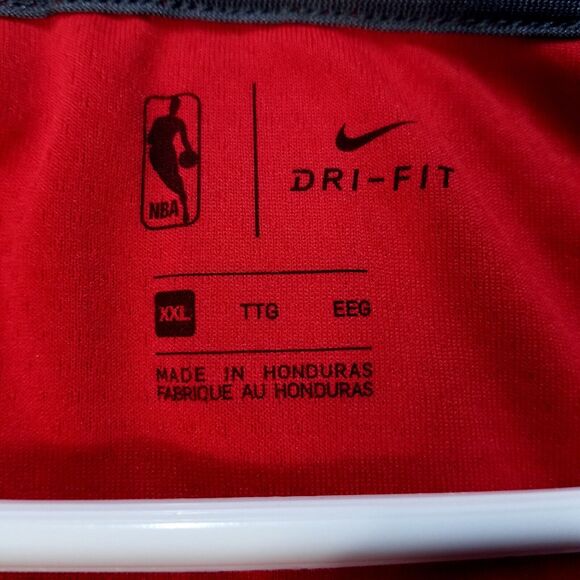 NBA
DRI-FIT
XXL TTG EEG
MADE IN HONDURAS
FABRIQUE AU HONDURAS